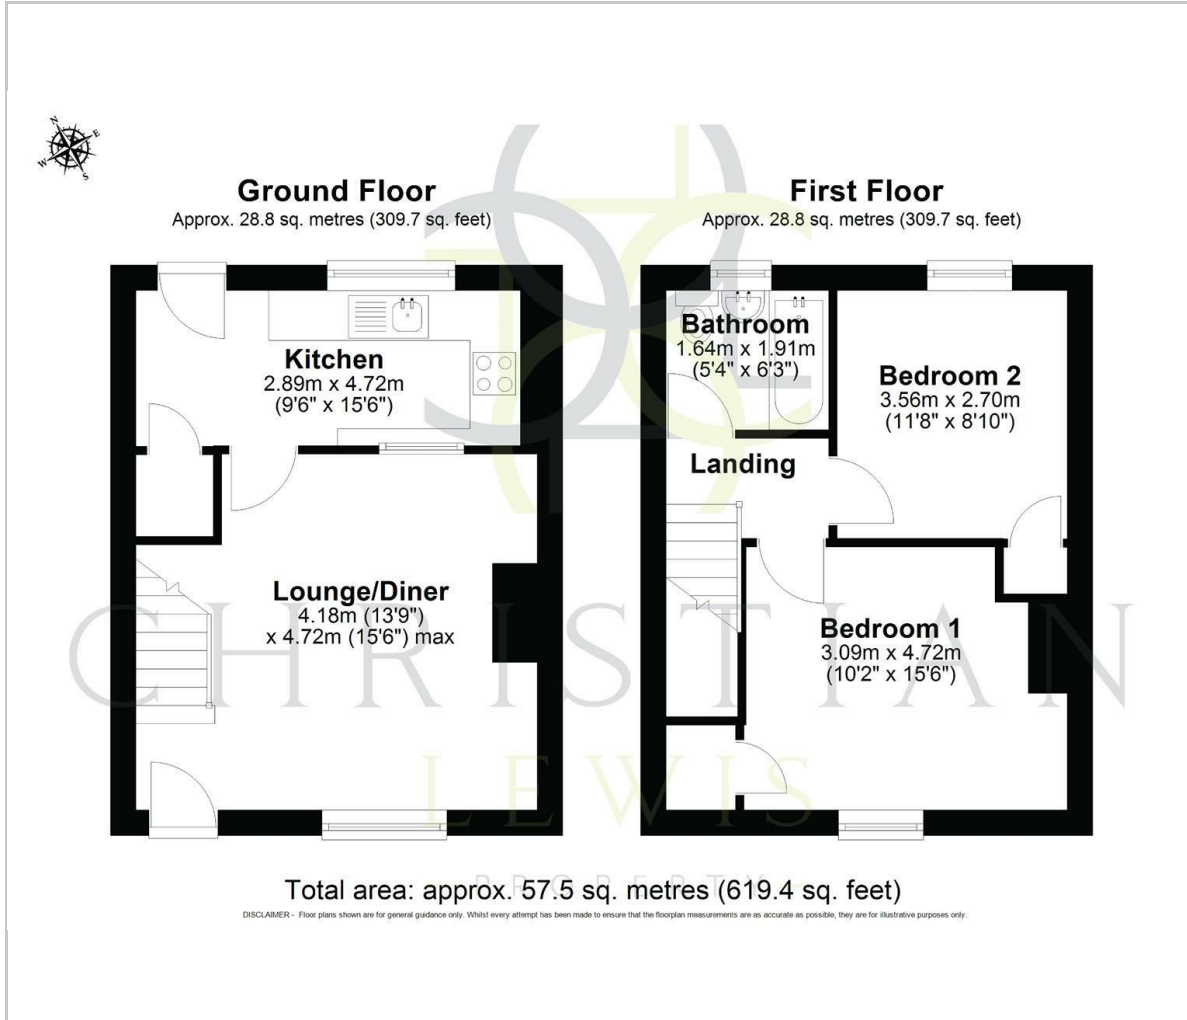 N
E
W
S
Ground Floor
Approx. 28.8 sq. metres (309.7 sq. feet)
First Floor
Approx. 28.8 sq. metres (309.7 sq. feet)
Kitchen
2.89m x 4.72m
(9'6" x 15'6")
Lounge/Diner
4.18m (13'9")
x 4.72m (15'6") max
Bathroom
1.64m x 1.91m
(5'4" x 6'3")
Bedroom 2
3.56m x 2.70m
(11'8" x 8'10")
Landing
Bedroom 1
3.09m x 4.72m
(10'2" x 15'6")
CHRISTIAN
LEWIS
PROPERTY
Total area: approx. 57.5 sq. metres (619.4 sq. feet)
DISCLAIMER - Floor plans shown are for general guidance only. Whilst every attempt has been made to ensure that the floorplan measurements are as accurate as possible, they are for illustrative purposes only.